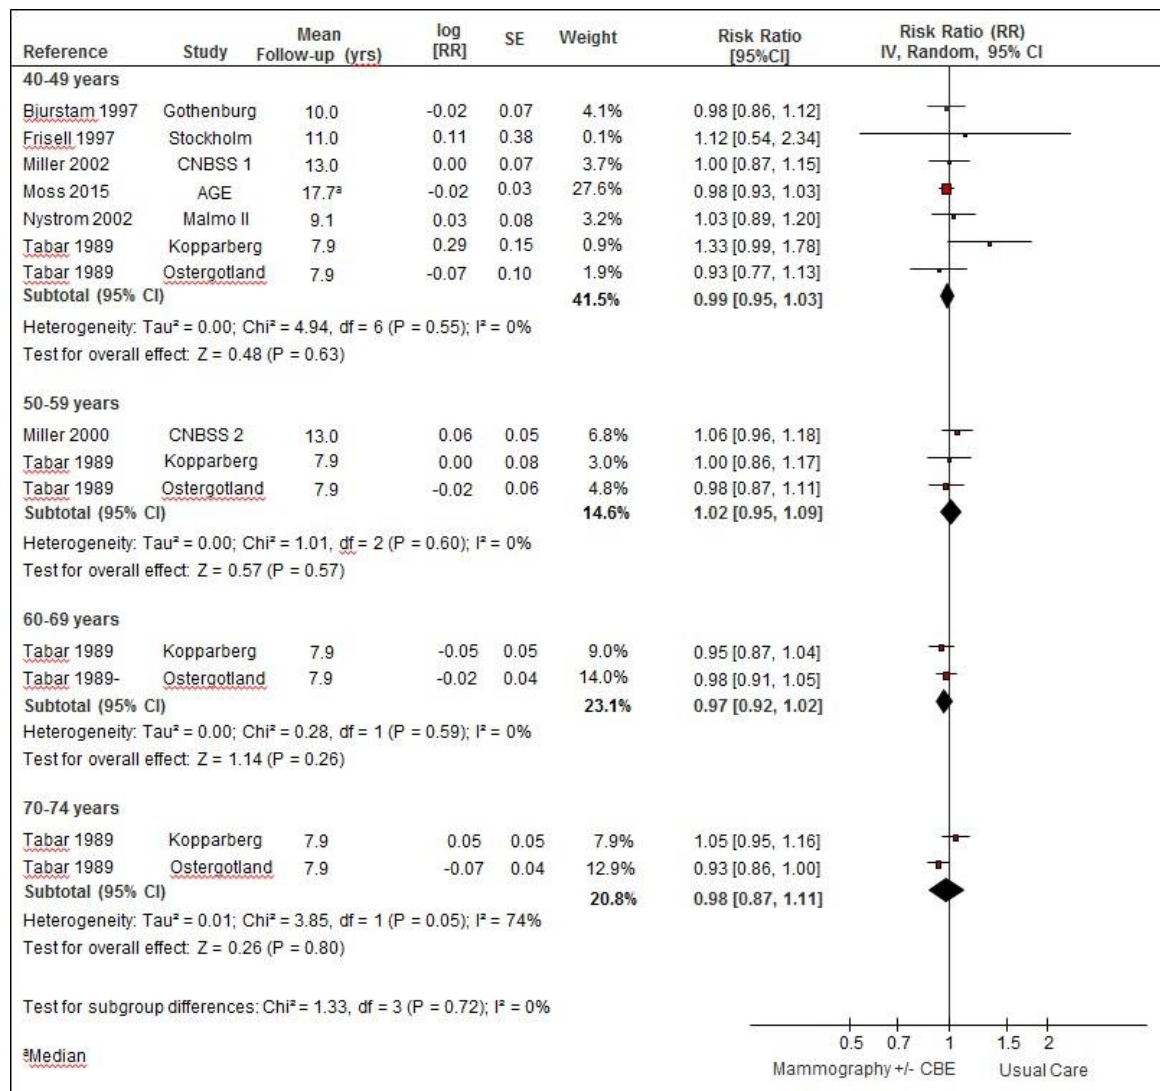 Reference Study Mean Follow-up (yrs) log [RR] SE Weight Risk Ratio [95%CI] Risk Ratio (RR) IV, Random, 95% CI
40-49 years
Bjurstam 1997 Gothenburg 10.0 -0.02 0.07 4.1% 0.98 [0.86, 1.12]
Frisell 1997 Stockholm 11.0 0.11 0.38 0.1% 1.12 [0.54, 2.34]
Miller 2002 CNBSS 1 13.0 0.00 0.07 3.7% 1.00 [0.87, 1.15]
Moss 2015 AGE 17.7ª -0.02 0.03 27.6% 0.98 [0.93, 1.03]
Nystrom 2002 Malmo II 9.1 0.03 0.08 3.2% 1.03 [0.89, 1.20]
Tabar 1989 Kopparberg 7.9 0.29 0.15 0.9% 1.33 [0.99, 1.78]
Tabar 1989 Ostergotland 7.9 -0.07 0.10 1.9% 0.93 [0.77, 1.13]
Subtotal (95% CI) 41.5% 0.99 [0.95, 1.03]
Heterogeneity: Tau² = 0.00; Chi² = 4.94, df = 6 (P = 0.55); I² = 0%
Test for overall effect: Z = 0.48 (P = 0.63)
50-59 years
Miller 2000 CNBSS 2 13.0 0.06 0.05 6.8% 1.06 [0.96, 1.18]
Tabar 1989 Kopparberg 7.9 0.00 0.08 3.0% 1.00 [0.86, 1.17]
Tabar 1989 Ostergotland 7.9 -0.02 0.06 4.8% 0.98 [0.87, 1.11]
Subtotal (95% CI) 14.6% 1.02 [0.95, 1.09]
Heterogeneity: Tau² = 0.00; Chi² = 1.01, df = 2 (P = 0.60); I² = 0%
Test for overall effect: Z = 0.57 (P = 0.57)
60-69 years
Tabar 1989 Kopparberg 7.9 -0.05 0.05 9.0% 0.95 [0.87, 1.04]
Tabar 1989- Ostergotland 7.9 -0.02 0.04 14.0% 0.98 [0.91, 1.05]
Subtotal (95% CI) 23.1% 0.97 [0.92, 1.02]
Heterogeneity: Tau² = 0.00; Chi² = 0.28, df = 1 (P = 0.59); I² = 0%
Test for overall effect: Z = 1.14 (P = 0.26)
70-74 years
Tabar 1989 Kopparberg 7.9 0.05 0.05 7.9% 1.05 [0.95, 1.16]
Tabar 1989 Ostergotland 7.9 -0.07 0.04 12.9% 0.93 [0.86, 1.00]
Subtotal (95% CI) 20.8% 0.98 [0.87, 1.11]
Heterogeneity: Tau² = 0.01; Chi² = 3.85, df = 1 (P = 0.05); I² = 74%
Test for overall effect: Z = 0.26 (P = 0.80)
Test for subgroup differences: Chi² = 1.33, df = 3 (P = 0.72); I² = 0%
0.5 0.7 1 1.5 2
Mammography +/- CBE Usual Care
ªMedian